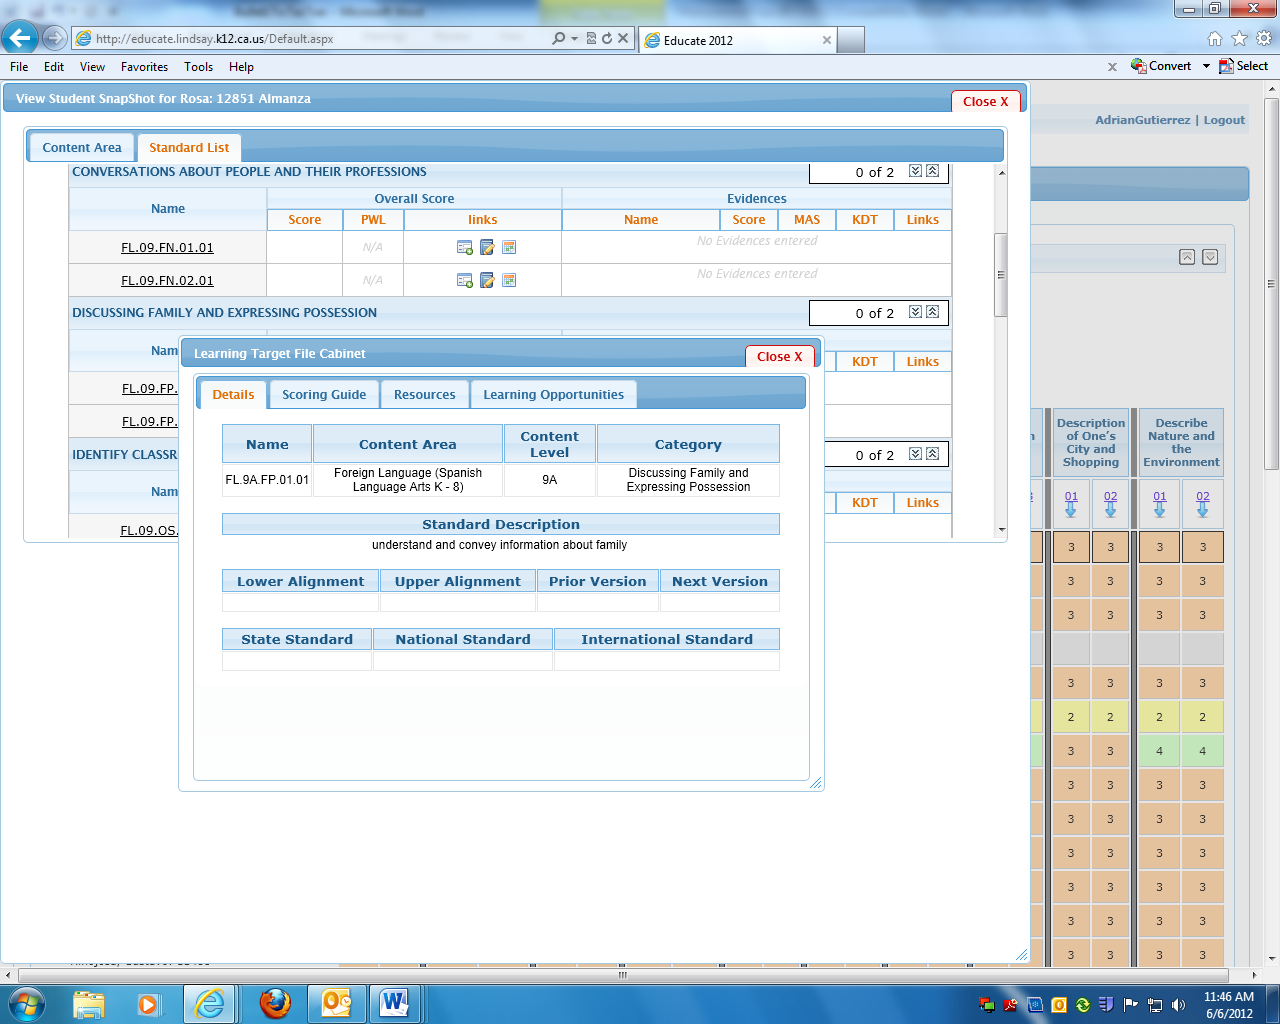 http://educate.lindsay.k12.ca.us/Default.aspx
Educate 2012
File Edit View Favorites Tools Help
Convert Select
View Student SnapShot for Rosa: 12851 Almanza
Close X
AdrianGutierrez | Logout
Content Area Standard List
CONVERSATIONS ABOUT PEOPLE AND THEIR PROFESSIONS 0 of 2
Name Overall Score Evidences
Score PWL links Name Score MAS KDT Links
FL.09.FN.01.01 N/A No Evidences entered
FL.09.FN.02.01 N/A No Evidences entered
DISCUSSING FAMILY AND EXPRESSING POSSESSION 0 of 2
Nam KDT Links
FL.09.FP.
FL.09.FP.
IDENTIFY CLASSR 0 of 2
Nam KDT Links
FL.09.OS.
Learning Target File Cabinet
Close X
Details Scoring Guide Resources Learning Opportunities
Name Content Area Content Level Category
FL.9A.FP.01.01 Foreign Language (Spanish Language Arts K - 8) 9A Discussing Family and Expressing Possession
Standard Description
understand and convey information about family
Lower Alignment Upper Alignment Prior Version Next Version
State Standard National Standard International Standard
Description of One's City and Shopping
Describe Nature and the Environment
01 02 01 02
3 3 3 3
3 3 3 3
3 3 3 3
3 3 3 3
2 2 2 2
3 3 4 4
3 3 3 3
3 3 3 3
3 3 3 3
3 3 3 3
3 3 3 3
3 3 3 3
11:46 AM
6/6/2012